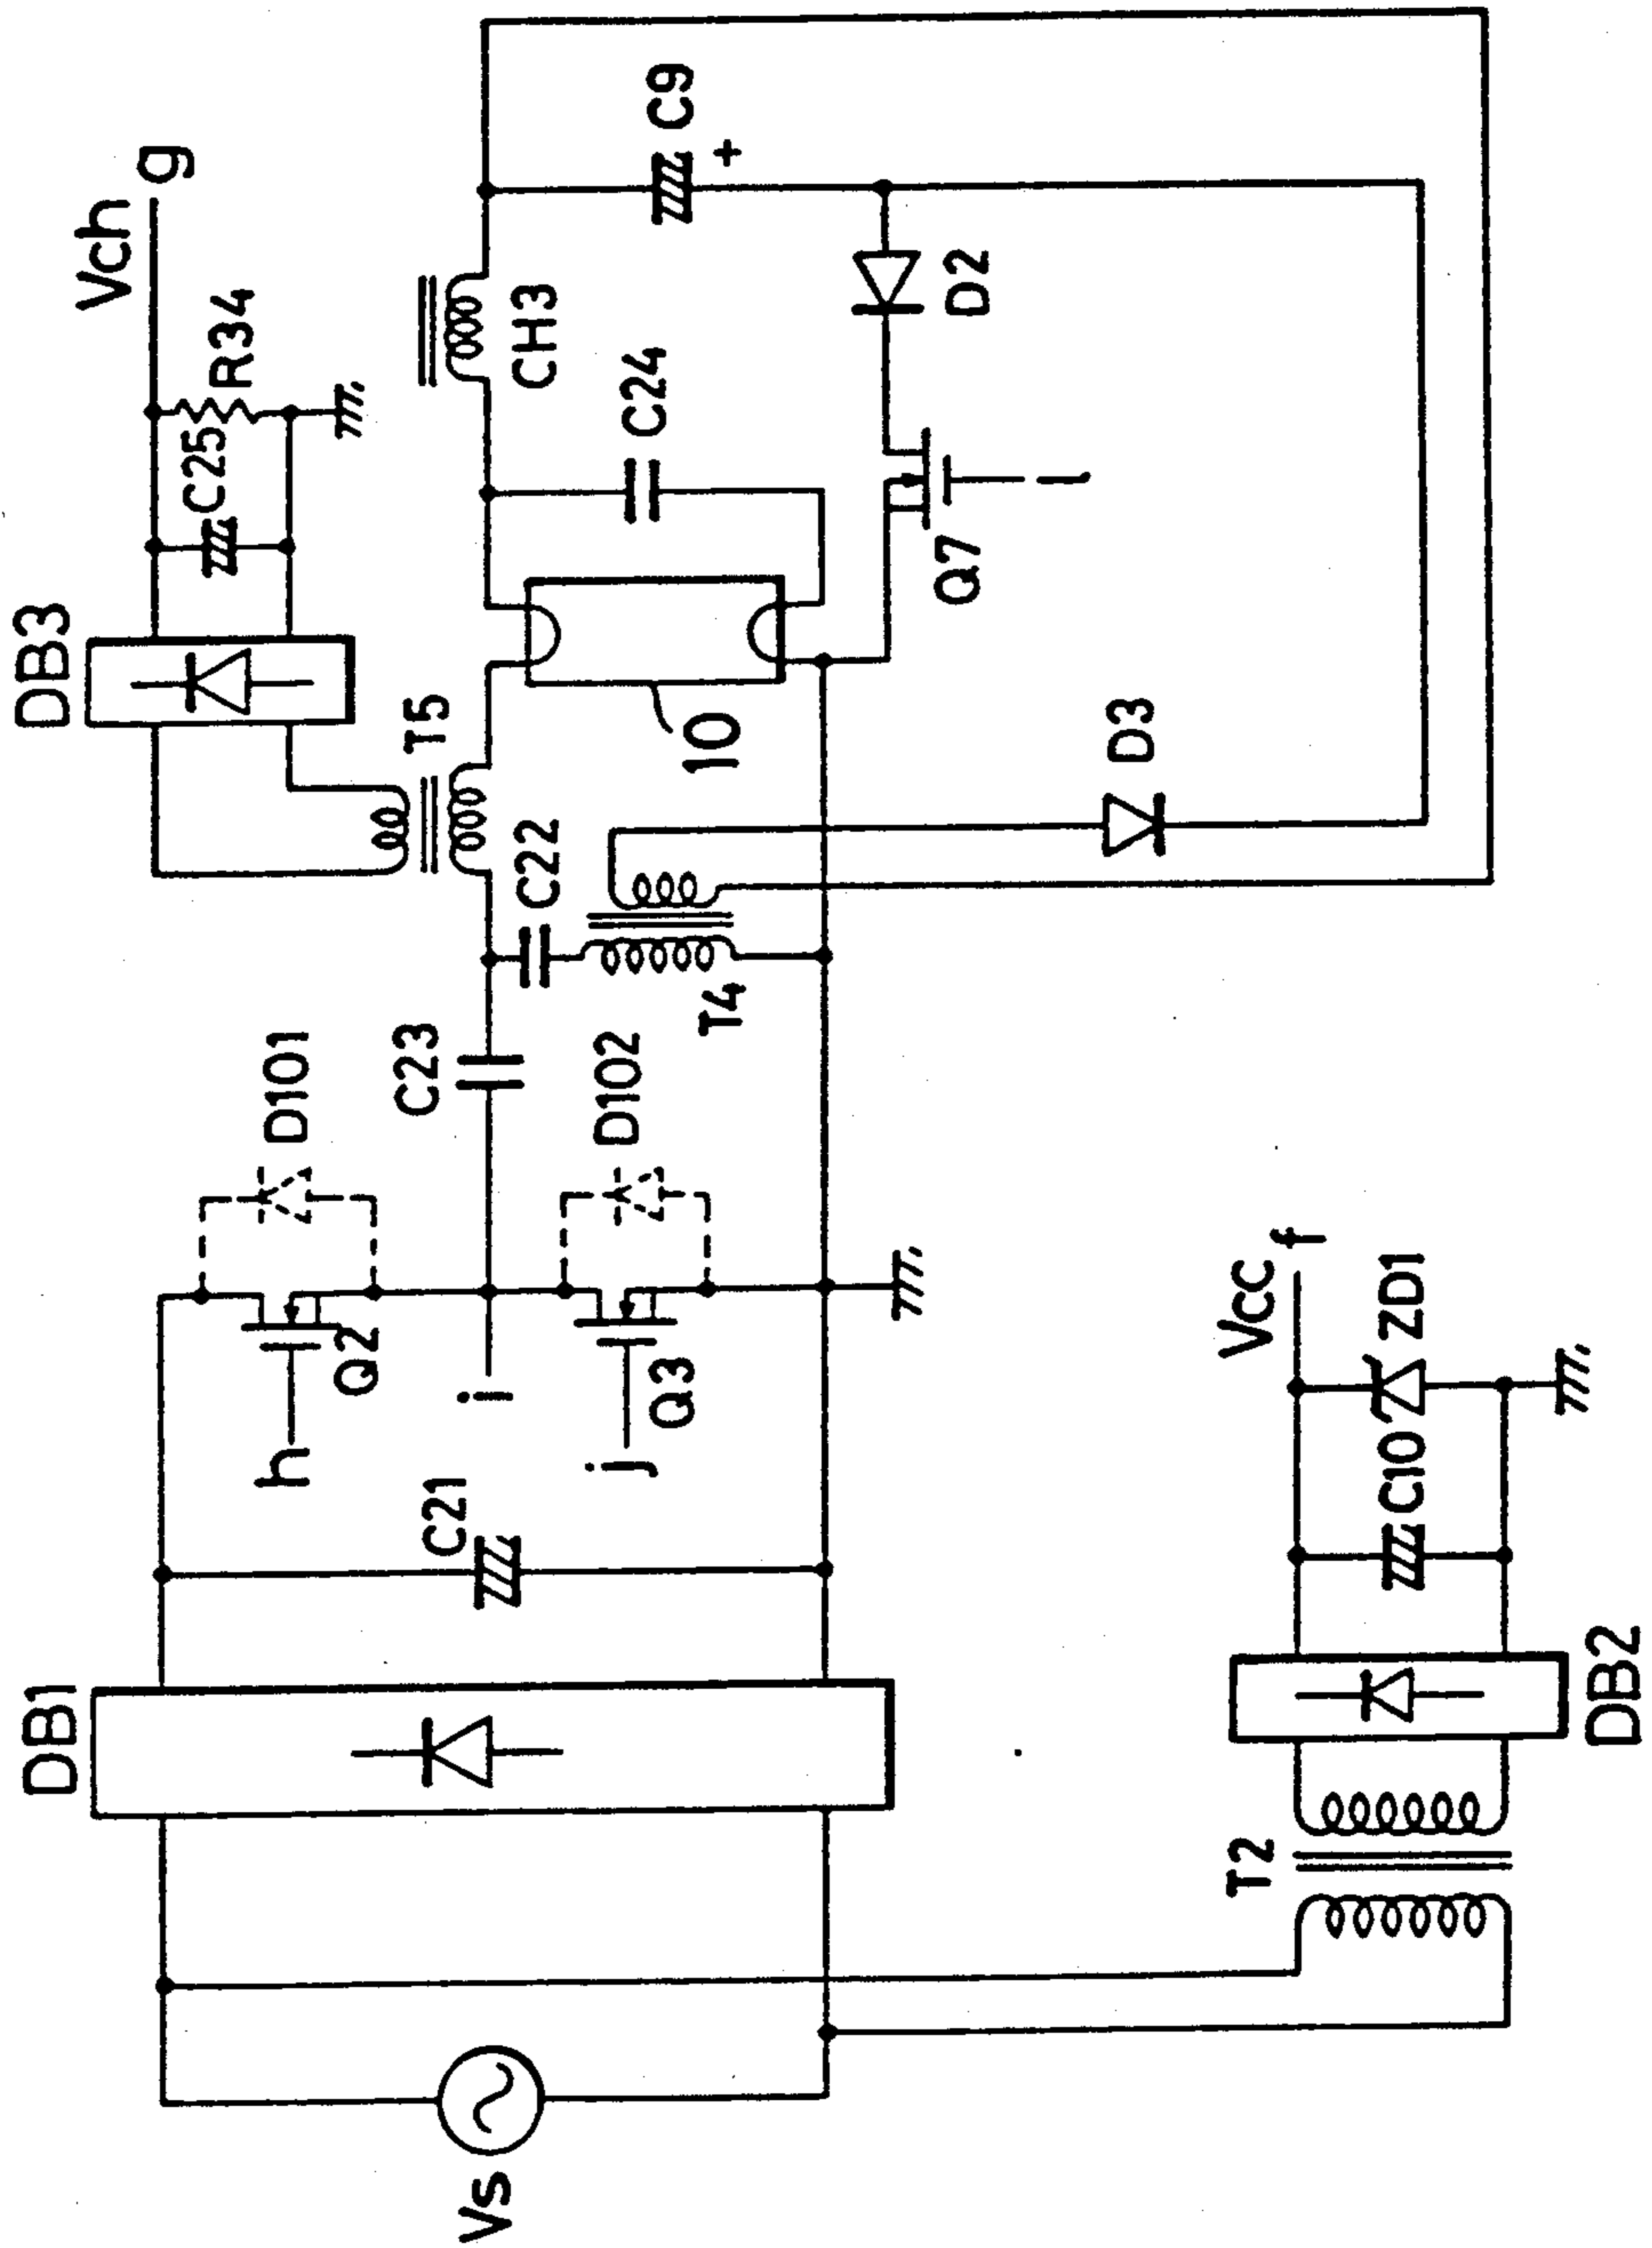 DB3
Vch g
C25
R34
T5
CH3
C9
+
C24
D2
10
Q7
l
C22
T4
D3
C23
D101
D102
Q2
h
i
Q3
j
C21
DB1
Vs
Vcc f
ZD1
C10
DB2
T2